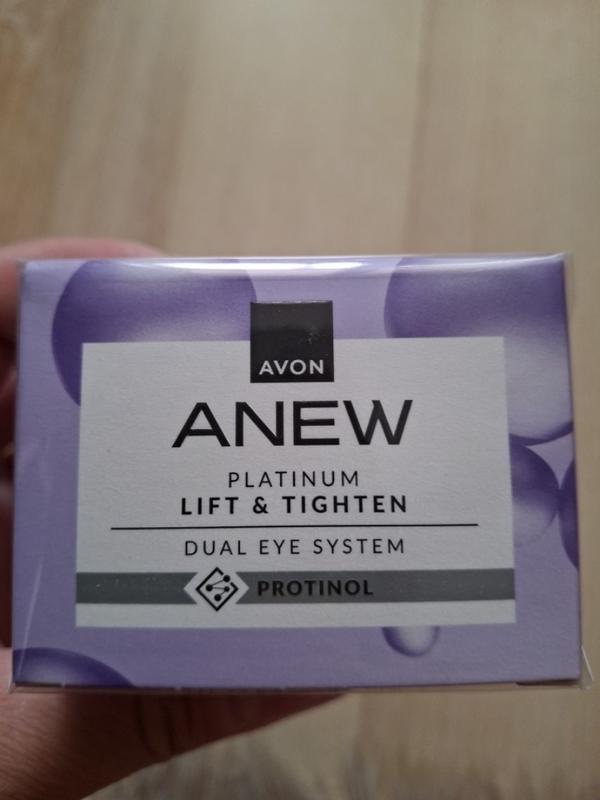 AVON
ANEW
PLATINUM
LIFT & TIGHTEN
DUAL EYE SYSTEM
PROTINOL